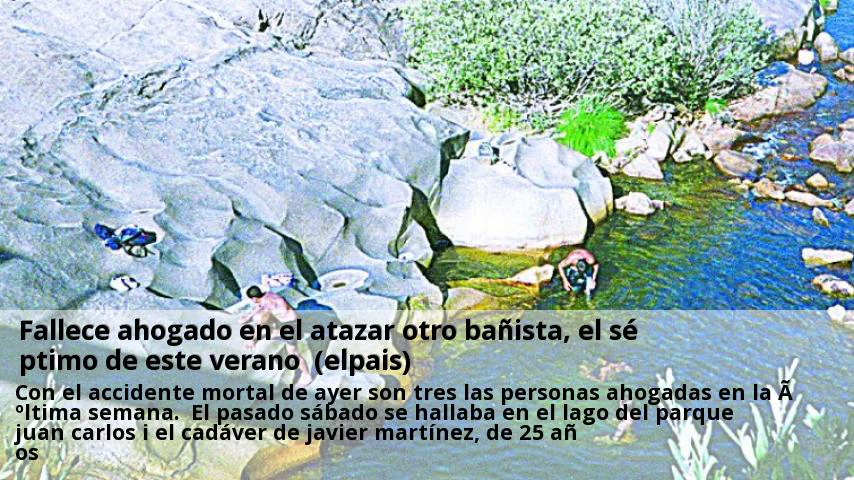 Fallece ahogado en el atazar otro bañista, el sé
ptimo de este verano  (elpais)
Con el accidente mortal de ayer son tres las personas ahogadas en la Ã
ºltima semana.  El pasado sábado se hallaba en el lago del parque
juan carlos i el cadáver de javier martínez, de 25 añ
os